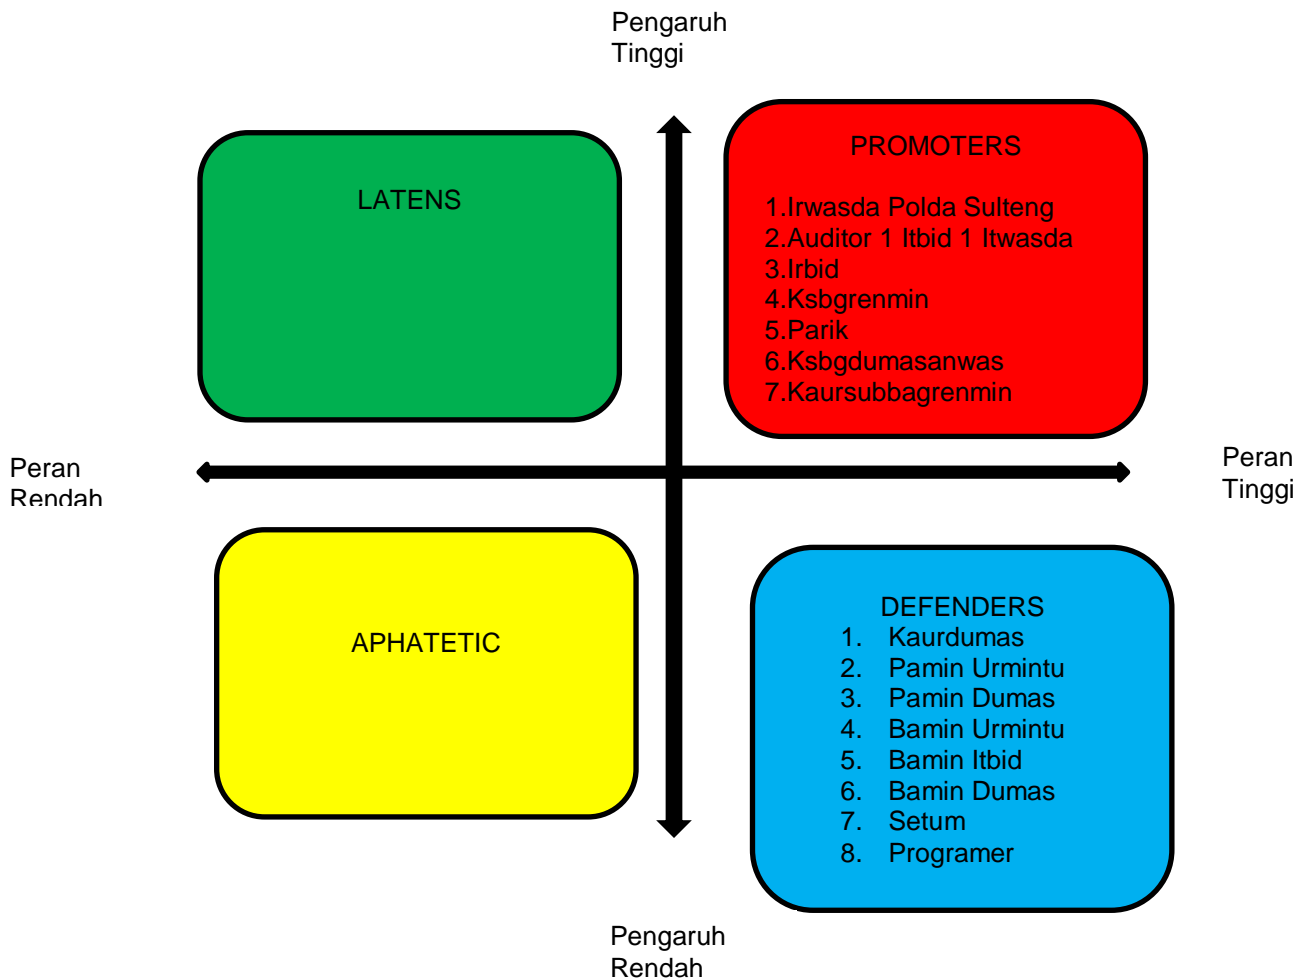 Pengaruh
Tinggi
LATENS
PROMOTERS
1.Irwasda Polda Sulteng
2.Auditor 1 Itbid 1 Itwasda
3.Irbid
4.Ksbgrenmin
5.Parik
6.Ksbgdumasanwas
7.Kaursubbagrenmin
Peran
Rendah
Peran
Tinggi
APHATETIC
DEFENDERS
1. Kaurdumas
2. Pamin Urmintu
3. Pamin Dumas
4. Bamin Urmintu
5. Bamin Itbid
6. Bamin Dumas
7. Setum
8. Programer
Pengaruh
Rendah